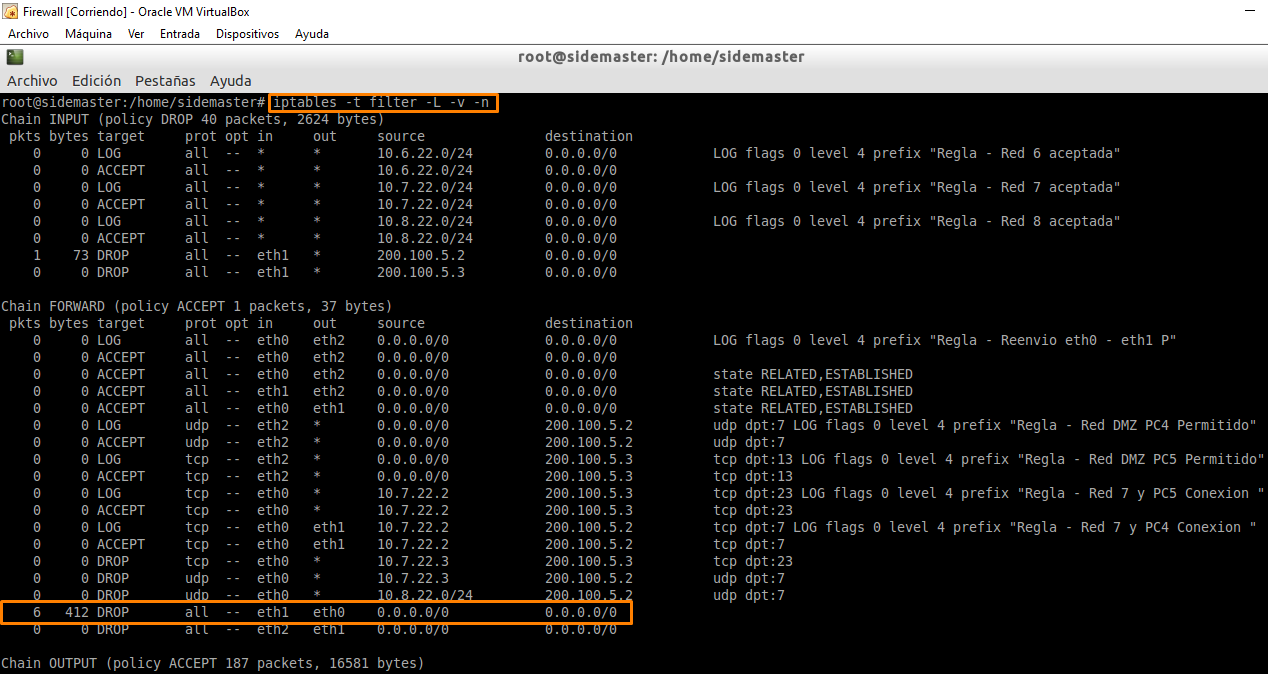 Firewall [Corriendo] - Oracle VM VirtualBox
Archivo Máquina Ver Entrada Dispositivos Ayuda
root@sidemaster: /home/sidemaster
Archivo Edición Pestañas Ayuda
root@sidemaster:/home/sidemaster# iptables -t filter -L -v -n
Chain INPUT (policy DROP 40 packets, 2624 bytes)
pkts bytes target prot opt in out source destination
0 0 LOG all -- * * 10.6.22.0/24 0.0.0.0/0 LOG flags 0 level 4 prefix "Regla - Red 6 aceptada"
0 0 ACCEPT all -- * * 10.6.22.0/24 0.0.0.0/0
0 0 LOG all -- * * 10.7.22.0/24 0.0.0.0/0 LOG flags 0 level 4 prefix "Regla - Red 7 aceptada"
0 0 ACCEPT all -- * * 10.7.22.0/24 0.0.0.0/0
0 0 LOG all -- * * 10.8.22.0/24 0.0.0.0/0 LOG flags 0 level 4 prefix "Regla - Red 8 aceptada"
0 0 ACCEPT all -- * * 10.8.22.0/24 0.0.0.0/0
1 73 DROP all -- eth1 * 200.100.5.2 0.0.0.0/0
0 0 DROP all -- eth1 * 200.100.5.3 0.0.0.0/0
Chain FORWARD (policy ACCEPT 1 packets, 37 bytes)
pkts bytes target prot opt in out source destination
0 0 LOG all -- eth0 eth2 0.0.0.0/0 0.0.0.0/0 LOG flags 0 level 4 prefix "Regla - Reenvio eth0 - eth1 P"
0 0 ACCEPT all -- eth0 eth2 0.0.0.0/0 0.0.0.0/0
0 0 ACCEPT all -- eth0 eth2 0.0.0.0/0 0.0.0.0/0 state RELATED,ESTABLISHED
0 0 ACCEPT all -- eth1 eth2 0.0.0.0/0 0.0.0.0/0 state RELATED,ESTABLISHED
0 0 ACCEPT all -- eth0 eth1 0.0.0.0/0 0.0.0.0/0 state RELATED,ESTABLISHED
0 0 LOG udp -- eth2 * 0.0.0.0/0 200.100.5.2 udp dpt:7 LOG flags 0 level 4 prefix "Regla - Red DMZ PC4 Permitido"
0 0 ACCEPT udp -- eth2 * 0.0.0.0/0 200.100.5.2 udp dpt:7
0 0 LOG tcp -- eth2 * 0.0.0.0/0 200.100.5.3 tcp dpt:13 LOG flags 0 level 4 prefix "Regla - Red DMZ PC5 Permitido"
0 0 ACCEPT tcp -- eth2 * 0.0.0.0/0 200.100.5.3 tcp dpt:13
0 0 LOG tcp -- eth0 * 10.7.22.2 200.100.5.3 tcp dpt:23 LOG flags 0 level 4 prefix "Regla - Red 7 y PC5 Conexion "
0 0 ACCEPT tcp -- eth0 * 10.7.22.2 200.100.5.3 tcp dpt:23
0 0 LOG tcp -- eth0 eth1 10.7.22.2 200.100.5.2 tcp dpt:7 LOG flags 0 level 4 prefix "Regla - Red 7 y PC4 Conexion "
0 0 ACCEPT tcp -- eth0 eth1 10.7.22.2 200.100.5.2 tcp dpt:7
0 0 DROP tcp -- eth0 * 10.7.22.3 200.100.5.3 tcp dpt:23
0 0 DROP udp -- eth0 * 10.7.22.3 200.100.5.2 udp dpt:7
0 0 DROP udp -- eth0 * 10.8.22.0/24 200.100.5.2 udp dpt:7
6 412 DROP all -- eth1 eth0 0.0.0.0/0 0.0.0.0/0
0 0 DROP all -- eth2 eth1 0.0.0.0/0 0.0.0.0/0
Chain OUTPUT (policy ACCEPT 187 packets, 16581 bytes)